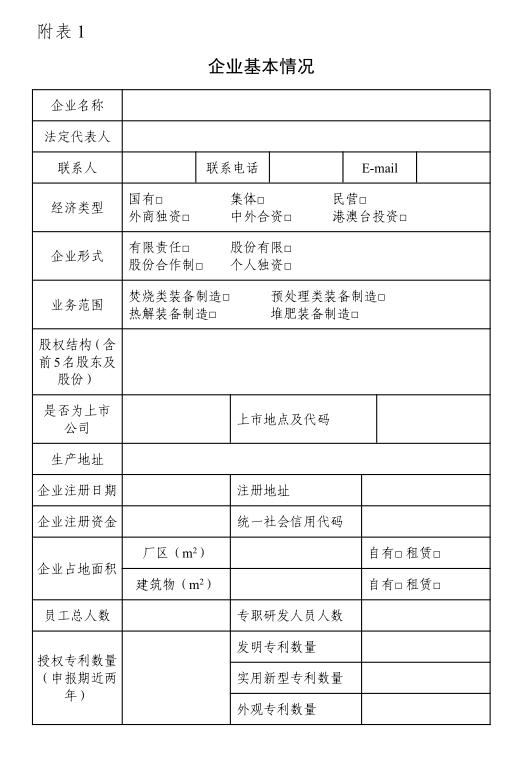 附表 1
企业基本情况
企业名称
法定代表人
联系人 联系电话 E-mail
经济类型 国有□ 集体□ 民营□
外商独资□ 中外合资□ 港澳台投资□
企业形式 有限责任□ 股份有限□
股份合作制□ 个人独资□
业务范围 焚烧类装备制造□ 预处理类装备制造□
热解装备制造□ 堆肥装备制造□
股权结构（含
前5名股东及
股份）
是否为上市
公司 上市地点及代码
生产地址
企业注册日期 注册地址
企业注册资金 统一社会信用代码
企业占地面积 厂区（m²） 自有□ 租赁□
建筑物（m²） 自有□ 租赁□
员工总人数 专职研发人员人数
授权专利数量
（申报期近两
年） 发明专利数量
实用新型专利数量
外观专利数量